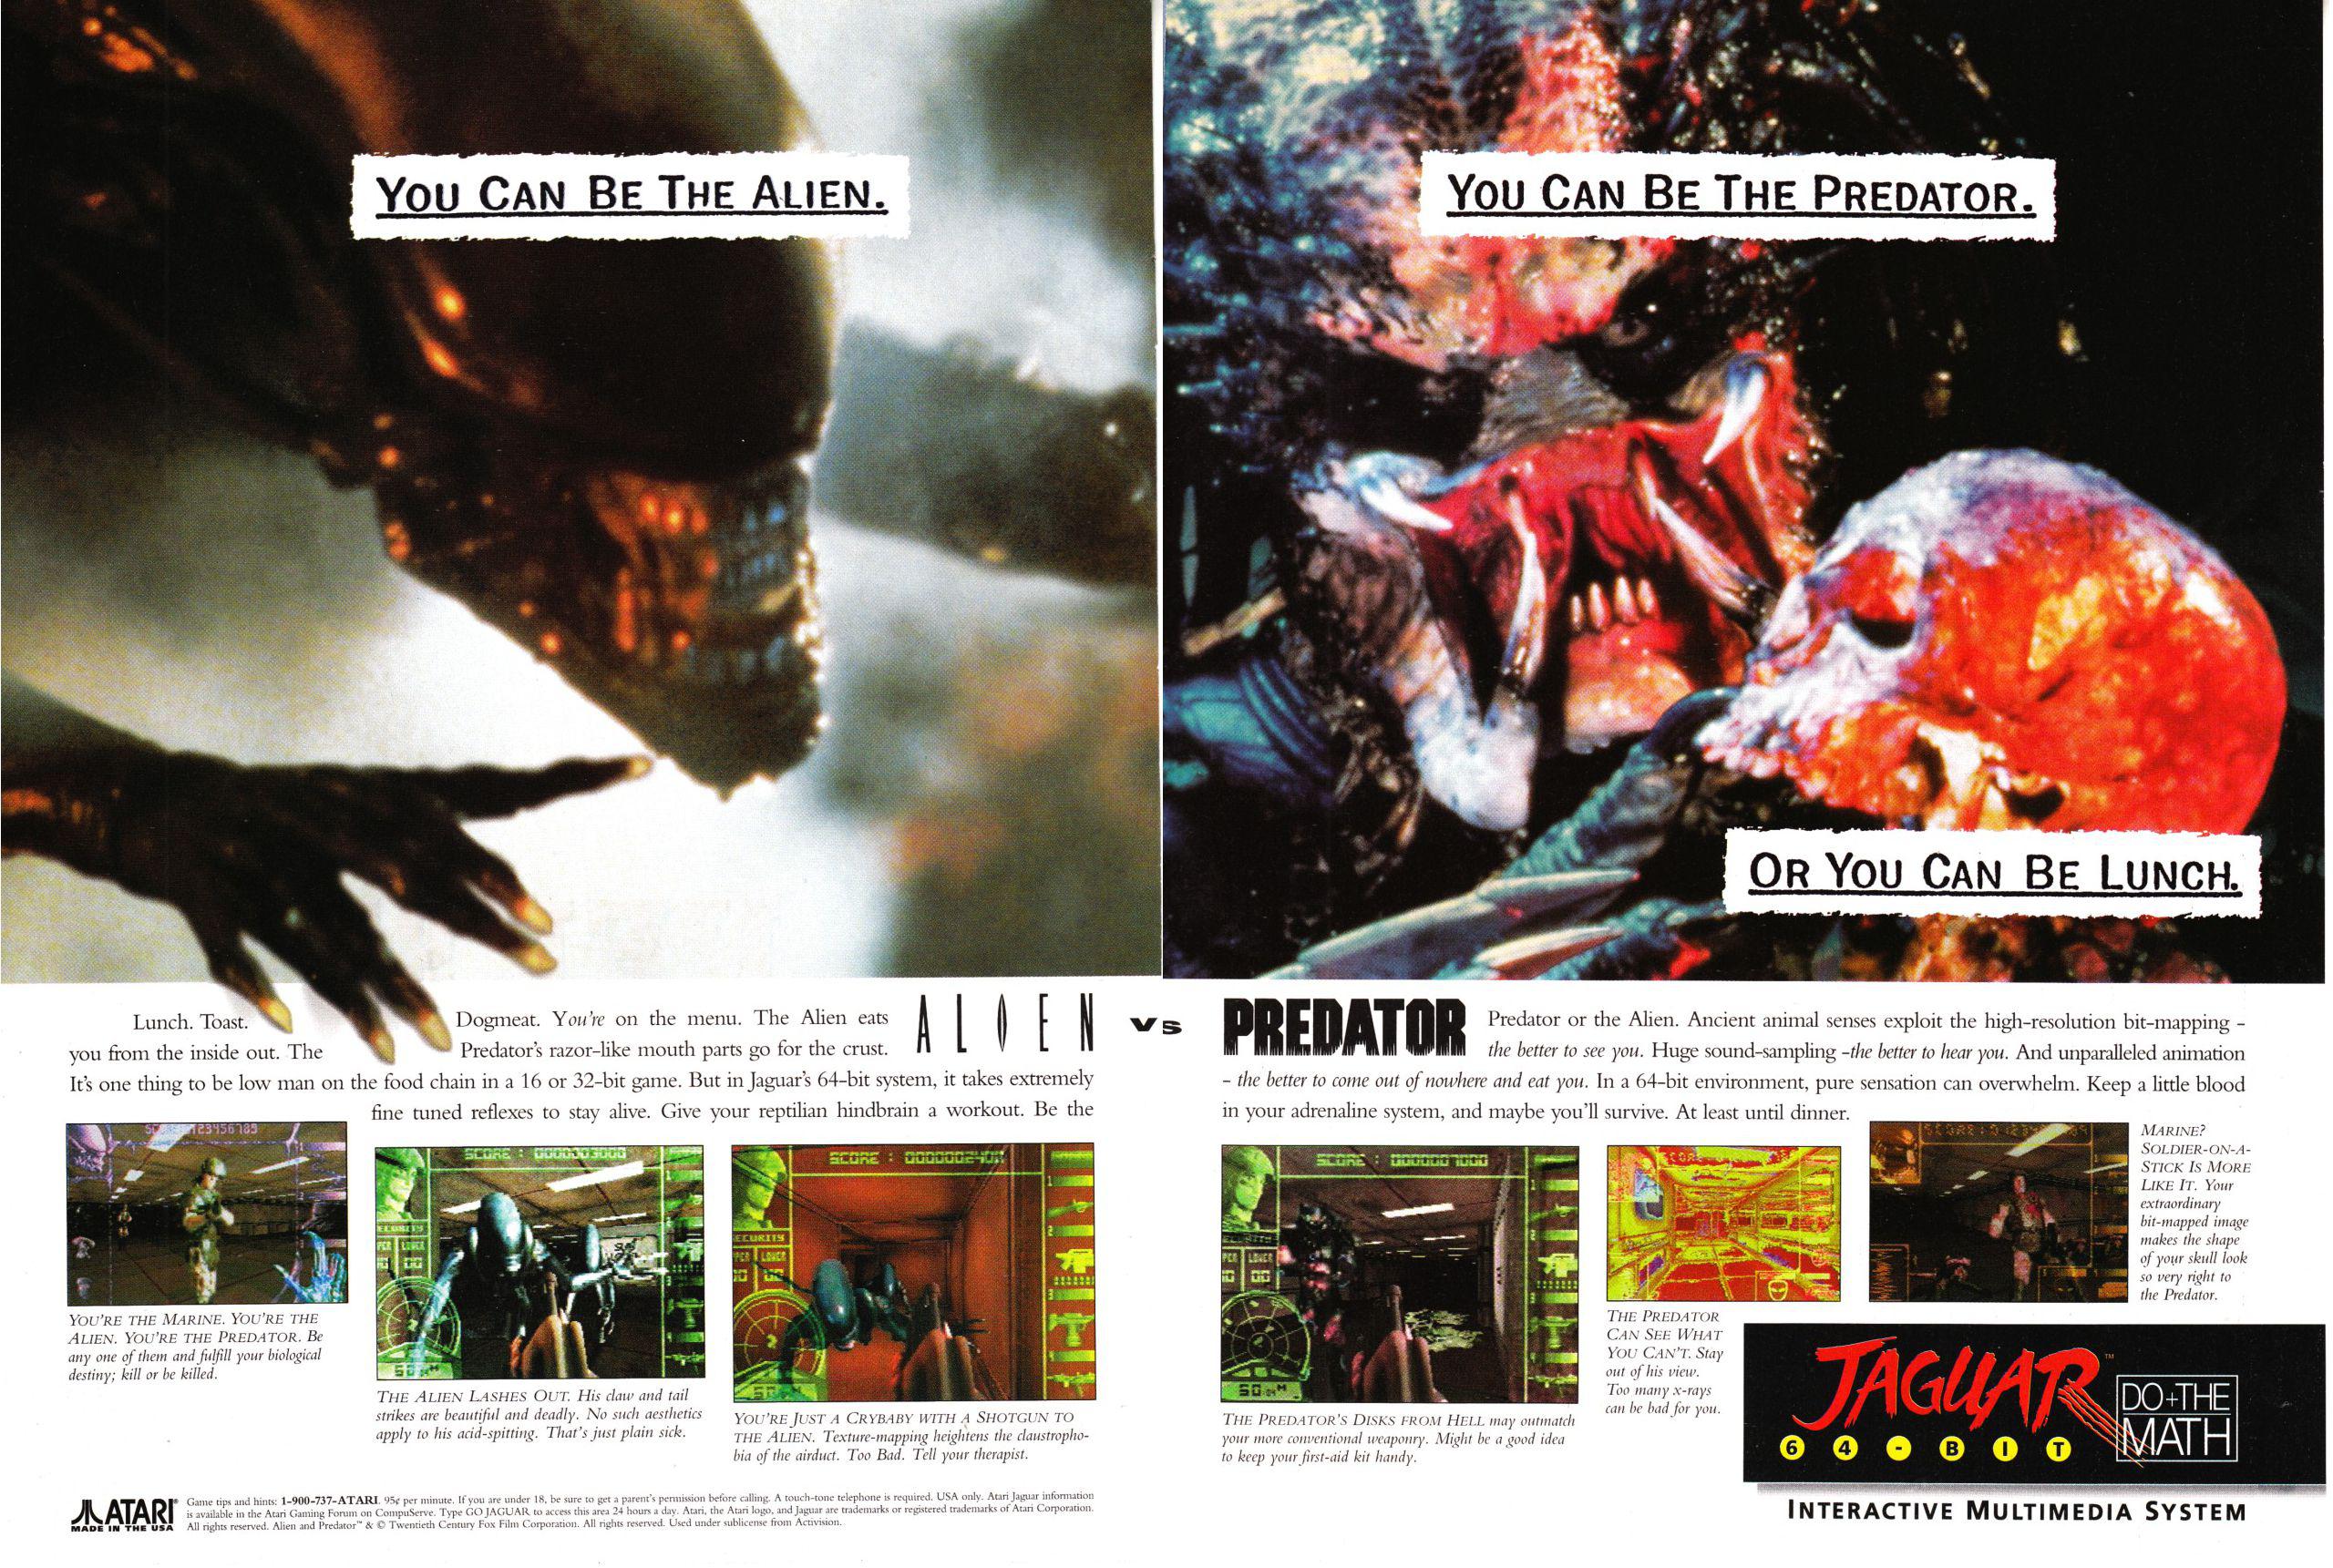 YOU CAN BE THE ALIEN.
YOU CAN BE THE PREDATOR.
OR YOU CAN BE LUNCH.
Lunch. Toast. Dogmeat. You're on the menu. The Alien eats
you from the inside out. The Predator's razor-like mouth parts go for the crust.
It's one thing to be low man on the food chain in a 16 or 32-bit game. But in Jaguar's 64-bit system, it takes extremely
fine tuned reflexes to stay alive. Give your reptilian hindbrain a workout. Be the
ALIEN VS PREDATOR
Predator or the Alien. Ancient animal senses exploit the high-resolution bit-mapping –
the better to see you. Huge sound-sampling –the better to hear you. And unparalleled animation
– the better to come out of nowhere and eat you. In a 64-bit environment, pure sensation can overwhelm. Keep a little blood
in your adrenaline system, and maybe you'll survive. At least until dinner.
YOU'RE THE MARINE. YOU'RE THE
ALIEN. YOU'RE THE PREDATOR. Be
any one of them and fulfill your biological
destiny; kill or be killed.
SCORE : 0000003000
SECURITY
LOWER
THE ALIEN LASHES OUT. His claw and tail
strikes are beautiful and deadly. No such aesthetics
apply to his acid-spitting. That's just plain sick.
SCORE :
SECURITY
LOWER
YOU'RE JUST A CRYBABY WITH A SHOTGUN TO
THE ALIEN. Texture-mapping heightens the claustropho-
bia of the airduct. Too Bad. Tell your therapist.
SCORE : 0000007000
LOWER
THE PREDATOR'S DISKS FROM HELL may outmatch
your more conventional weaponry. Might be a good idea
to keep your first-aid kit handy.
THE PREDATOR
CAN SEE WHAT
YOU CAN'T. Stay
out of his view.
Too many x-rays
can be bad for you.
MARINE?
SOLDIER-ON-A-
STICK IS MORE
LIKE IT. Your
extraordinary
bit-mapped image
makes the shape
of your skull look
so very right to
the Predator.
JAGUAR™
64-BIT
DO+THE
MATH
INTERACTIVE MULTIMEDIA SYSTEM
ATARI®
MADE IN THE USA
Game tips and hints: 1-900-737-ATARI. 95¢ per minute. If you are under 18, be sure to get a parent's permission before calling. A touch-tone telephone is required. USA only. Atari Jaguar information
is available in the Atari Gaming Forum on CompuServe. Type GO JAGUAR to access this area 24 hours a day. Atari, the Atari logo, and Jaguar are trademarks or registered trademarks of Atari Corporation.
All rights reserved. Alien and Predator™ & © Twentieth Century Fox Film Corporation. All rights reserved. Used under sublicense from Activision.